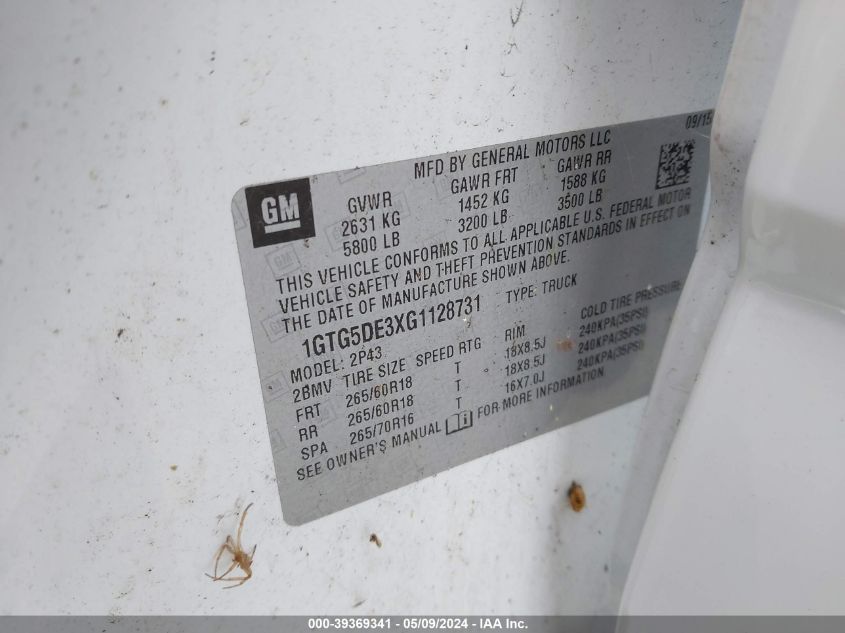 09/15
MFD BY GENERAL MOTORS LLC
GM
GVWR GAWR FRT GAWR RR
2631 KG 1452 KG 1588 KG
5800 LB 3200 LB 3500 LB
THIS VEHICLE CONFORMS TO ALL APPLICABLE U.S. FEDERAL MOTOR
VEHICLE SAFETY AND THEFT PREVENTION STANDARDS IN EFFECT ON
THE DATE OF MANUFACTURE SHOWN ABOVE.
1GTG5DE3XG1128731 TYPE: TRUCK
MODEL: 2P43
2BMV TIRE SIZE SPEED RTG RIM COLD TIRE PRESSURE
FRT 265/60R18 T 18X8.5J 240KPA(35PSI)
RR 265/60R18 T 18X8.5J 240KPA(35PSI)
SPA 265/70R16 T 16X7.0J 240KPA(35PSI)
SEE OWNER'S MANUAL FOR MORE INFORMATION
000-39369341 / 05/09/2024 - IAA Inc.